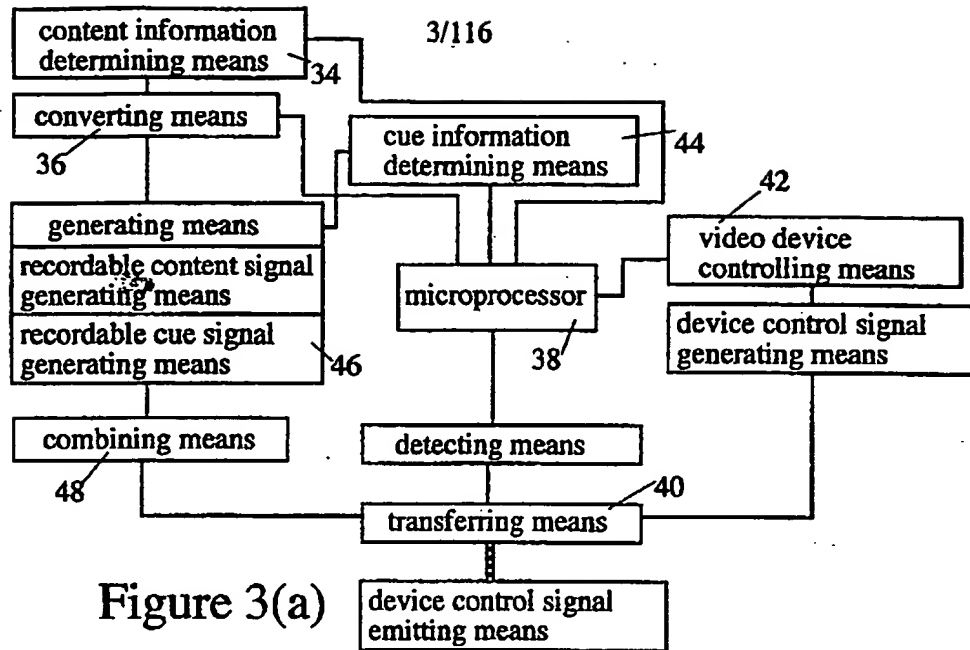 content information
determining means
34
3/116
converting means
36
cue information
determining means
44
42
generating means
recordable content signal
generating means
recordable cue signal
generating means
46
microprocessor
38
video device
controlling means
device control signal
generating means
combining means
48
detecting means
40
transferring means
Figure 3(a)
device control signal
emitting means